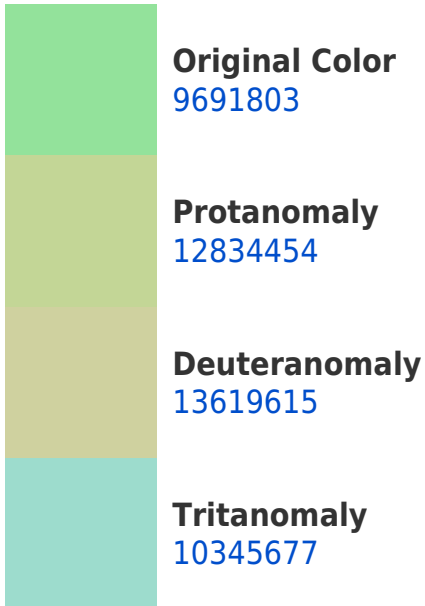 Original Color
9691803
Protanomaly
12834454
Deuteranomaly
13619615
Tritanomaly
10345677